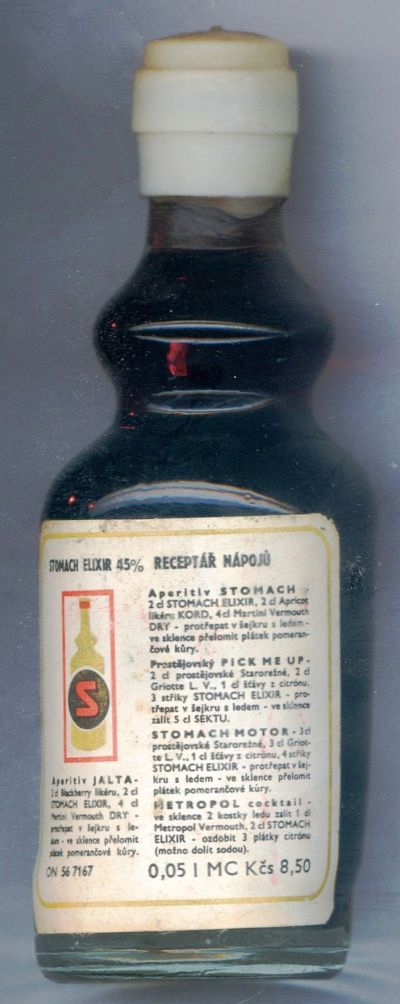 STOMACH ELIXIR 45% RECEPTÁŘ NÁPOJŮ
Aperitiv STOMACH -
2 cl STOMACH ELIXIR, 2 cl Apricot
likéru KORD, 4 cl Martini Vermouth
DRY - protřepat v šejkru s ledem -
ve sklence přelomit plátek pomeran-
čové kůry.
Prostějovský PICK ME UP -
2 cl prostějovské Starorežné, 2 cl
Griotte L. V., 1 cl šťávy z citrónu,
3 střiky STOMACH ELIXIR - pro-
třepat v šejkru s ledem - ve sklence
zalít 5 cl SEKTU.
STOMACH MOTOR - 3 cl
prostějovské Starorežné, 3 cl Griot-
te L. V., 1 cl šťávy z citrónu, 4 střiky
STOMACH ELIXIR - protřepat v šej-
kru s ledem - ve sklence přelomit
plátek pomerančové kůry.
METROPOL cocktail -
ve sklence 2 kostky ledu zalít 1 dl
Metropol Vermouth, 2 cl STOMACH
ELIXIR - ozdobit 3 plátky citrónu
(možno dolít sodou).
S
Aperitiv JALTA -
2 cl Blackberry likéru, 2 cl
STOMACH ELIXIR, 4 cl
Martini Vermouth DRY -
protřepat v šejkru s le-
dem - ve sklence přelomit
plátek pomerančové kůry.
ON 56 7167
0,05 l MC Kčs 8,50